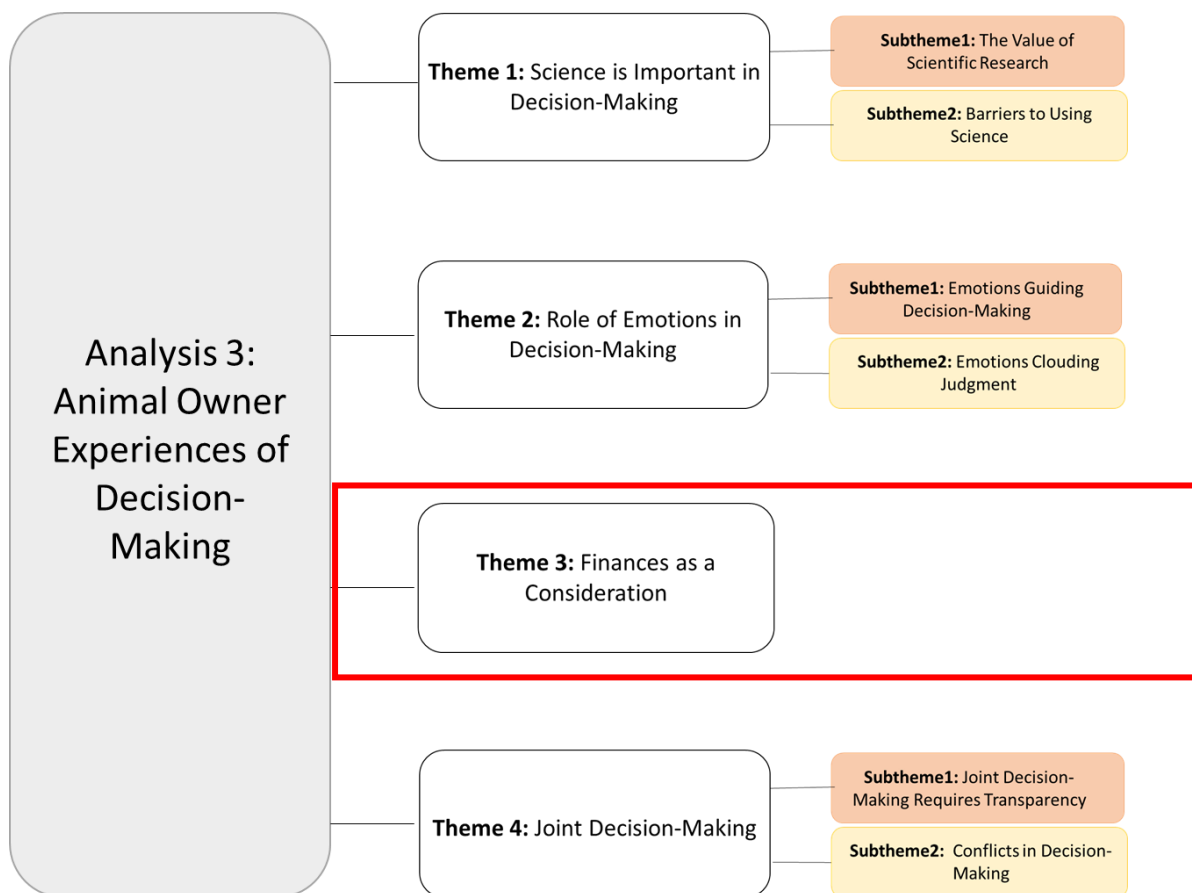 Analysis 3:
Animal Owner
Experiences of
Decision-
Making
Theme 1: Science is Important in
Decision-Making
Subtheme1: The Value of
Scientific Research
Subtheme2: Barriers to Using
Science
Theme 2: Role of Emotions in
Decision-Making
Subtheme1: Emotions Guiding
Decision-Making
Subtheme2: Emotions Clouding
Judgment
Theme 3: Finances as a
Consideration
Theme 4: Joint Decision-Making
Subtheme1: Joint Decision-
Making Requires Transparency
Subtheme2: Conflicts in Decision-
Making